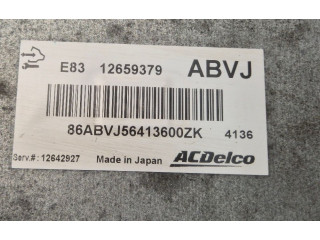 E83 12659379 ABVJ
86ABVJ56413600ZK 4136
Serv.# : 12642927 Made in Japan ACDelco